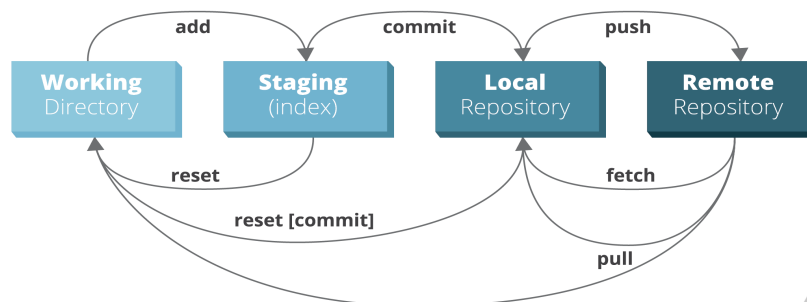 add
commit
push
Working
Directory
Staging
(index)
Local
Repository
Remote
Repository
reset
fetch
reset [commit]
pull